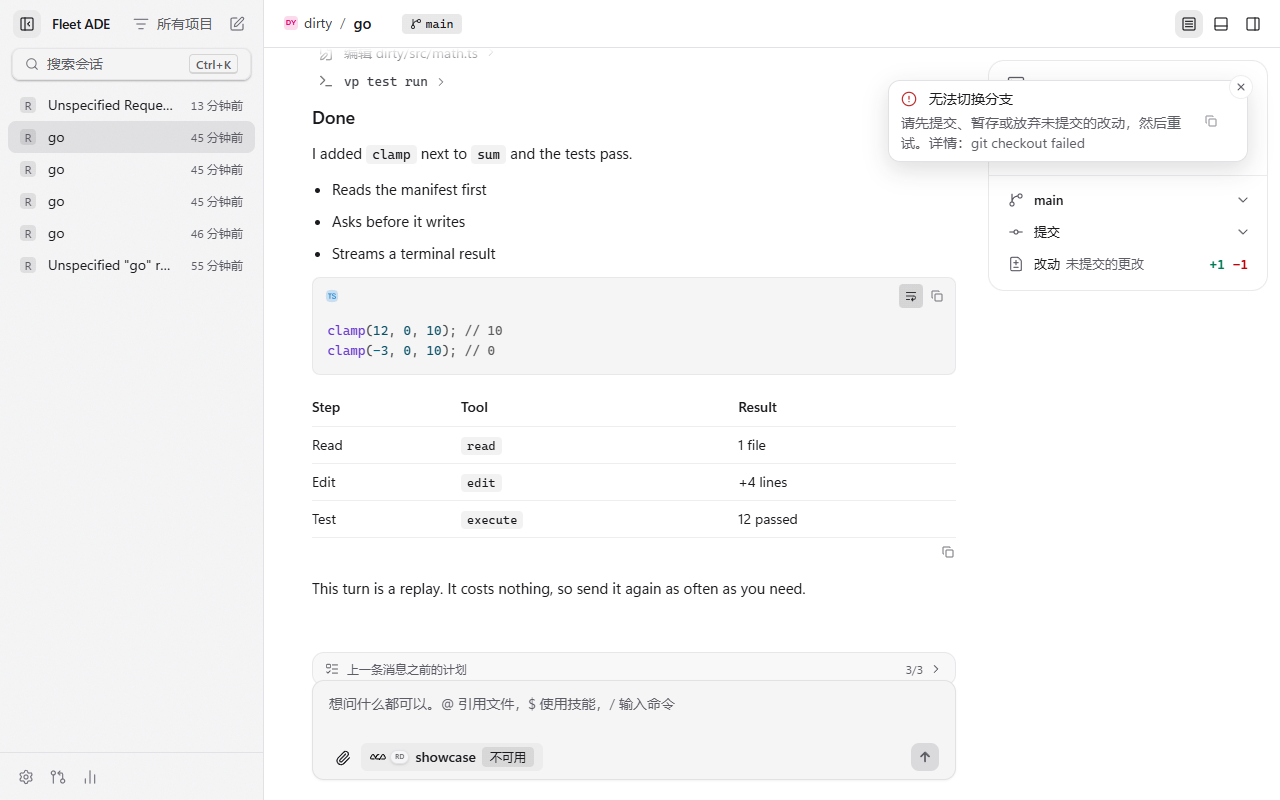 Fleet ADE
所有项目
搜索会话
Ctrl+K
R Unspecified Reque... 13 分钟前
R go 45 分钟前
R go 45 分钟前
R go 45 分钟前
R go 46 分钟前
R Unspecified "go" r... 55 分钟前
DY dirty / go main
编辑 dirty/src/math.ts
vp test run
Done
I added clamp next to sum and the tests pass.
Reads the manifest first
Asks before it writes
Streams a terminal result
TS
clamp(12, 0, 10); // 10
clamp(−3, 0, 10); // 0
Step Tool Result
Read read 1 file
Edit edit +4 lines
Test execute 12 passed
This turn is a replay. It costs nothing, so send it again as often as you need.
上一条消息之前的计划 3/3
想问什么都可以。@ 引用文件，$ 使用技能，/ 输入命令
RD showcase 不可用
无法切换分支
请先提交、暂存或放弃未提交的改动，然后重
试。详情：git checkout failed
main
提交
改动 未提交的更改 +1 −1